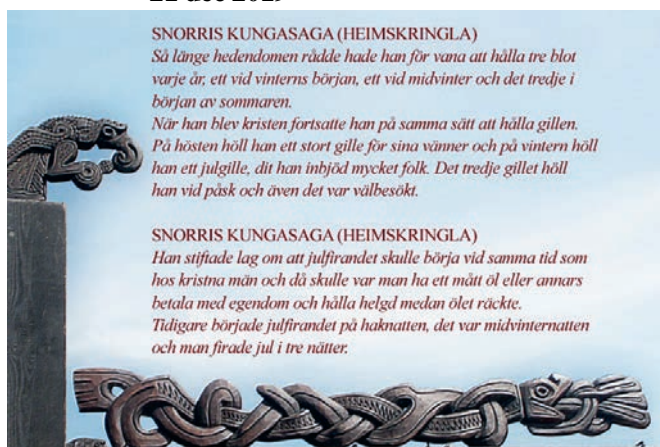 SNORRIS KUNGASAGA (HEIMSKRINGLA)
Så länge hedendomen rådde hade han för vana att hålla tre blot
varje år, ett vid vinterns början, ett vid midvinter och det tredje i
början av sommaren.
När han blev kristen fortsatte han på samma sätt att hålla gillen.
På hösten höll han ett stort gille för sina vänner och på vintern höll
han ett julgille, dit han inbjöd mycket folk. Det tredje gillet höll
han vid påsk och även det var välbesökt.
SNORRIS KUNGASAGA (HEIMSKRINGLA)
Han stiftade lag om att julfirandet skulle börja vid samma tid som
hos kristna män och då skulle var man ha ett mått öl eller annars
betala med egendom och hålla helgd medan ölet räckte.
Tidigare började julfirandet på haknatten, det var midvinternatten
och man firade jul i tre nätter.